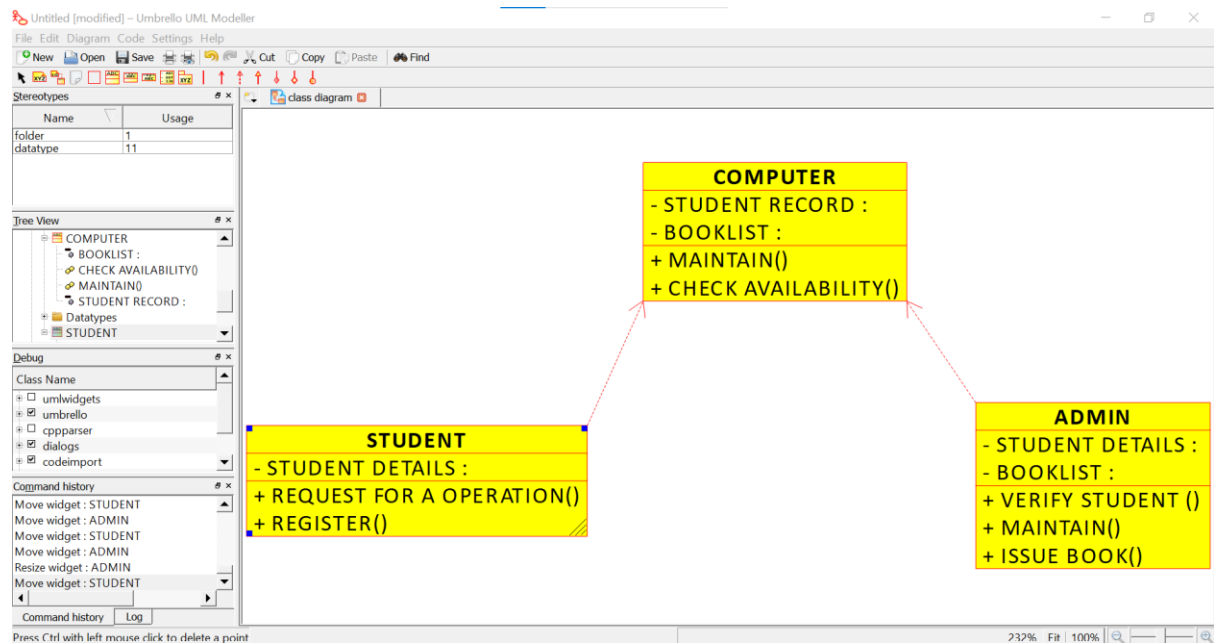 Untitled [modified] – Umbrello UML Modeller
File Edit Diagram Code Settings Help
New Open Save Cut Copy Paste Find
Stereotypes
class diagram
Name Usage
folder 1
datatype 11
Tree View
COMPUTER
BOOKLIST :
CHECK AVAILABILITY()
MAINTAIN()
STUDENT RECORD :
Datatypes
STUDENT
Debug
Class Name
umlwidgets
umbrello
cppparser
dialogs
codeimport
Command history
Move widget : STUDENT
Move widget : ADMIN
Move widget : STUDENT
Move widget : ADMIN
Resize widget : ADMIN
Move widget : STUDENT
Command history Log
COMPUTER
- STUDENT RECORD :
- BOOKLIST :
+ MAINTAIN()
+ CHECK AVAILABILITY()
STUDENT
- STUDENT DETAILS :
+ REQUEST FOR A OPERATION()
+ REGISTER()
ADMIN
- STUDENT DETAILS :
- BOOKLIST :
+ VERIFY STUDENT ()
+ MAINTAIN()
+ ISSUE BOOK()
Press Ctrl with left mouse click to delete a point
232% Fit 100%